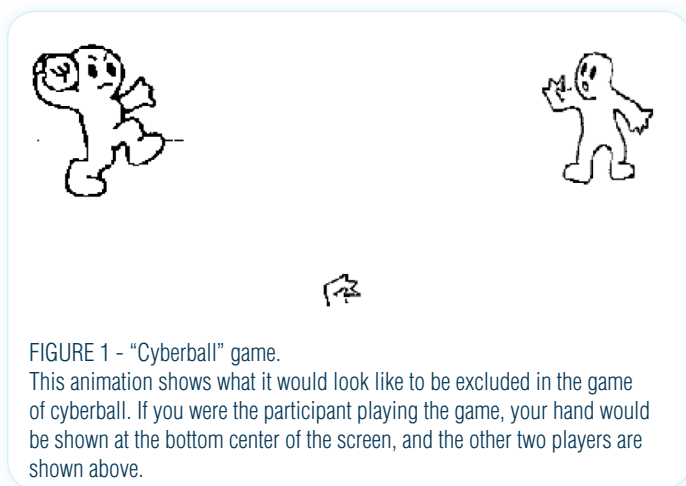 FIGURE 1 - “Cyberball” game.
This animation shows what it would look like to be excluded in the game
of cyberball. If you were the participant playing the game, your hand would
be shown at the bottom center of the screen, and the other two players are
shown above.